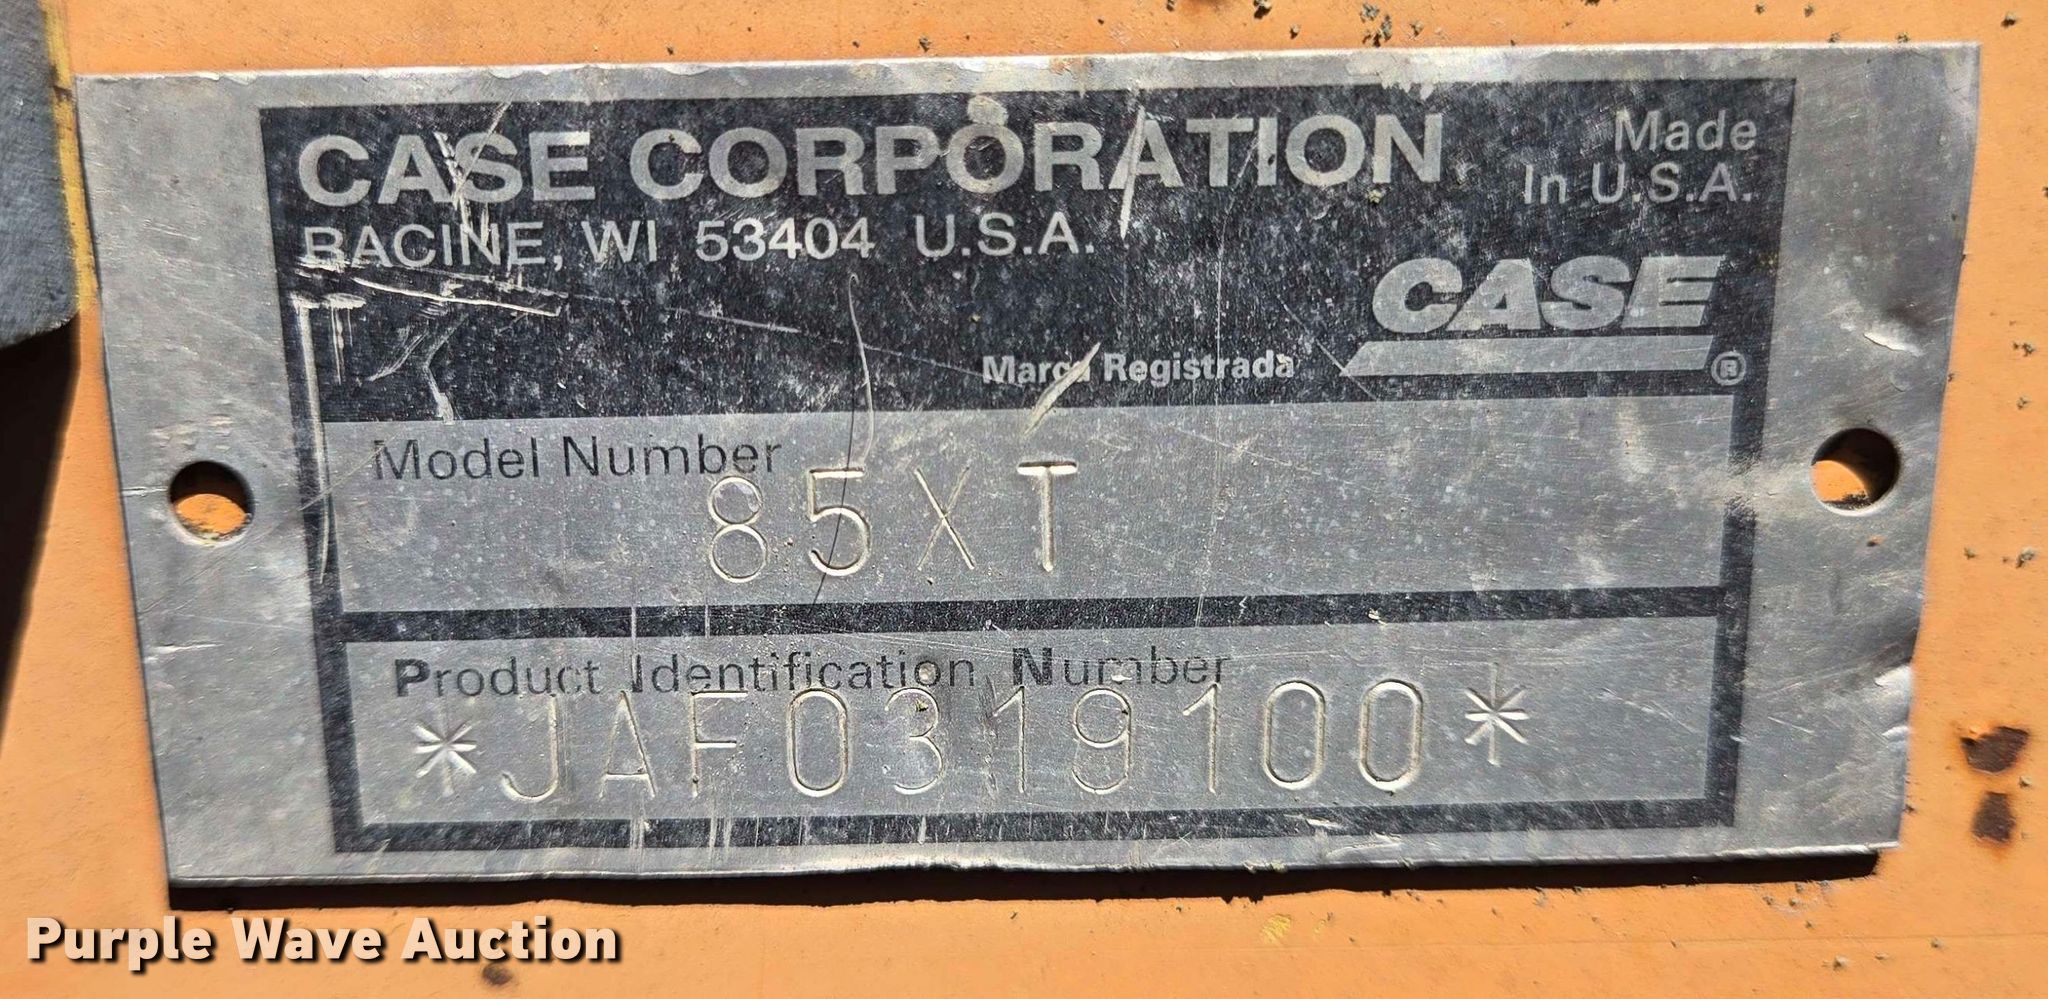 CASE CORPORATION
RACINE, WI 53404 U.S.A.
Made
In U.S.A.
CASE
®
Marca Registrada
Model Number
85XT
Product Identification Number
*JAF0319100*
Purple Wave Auction